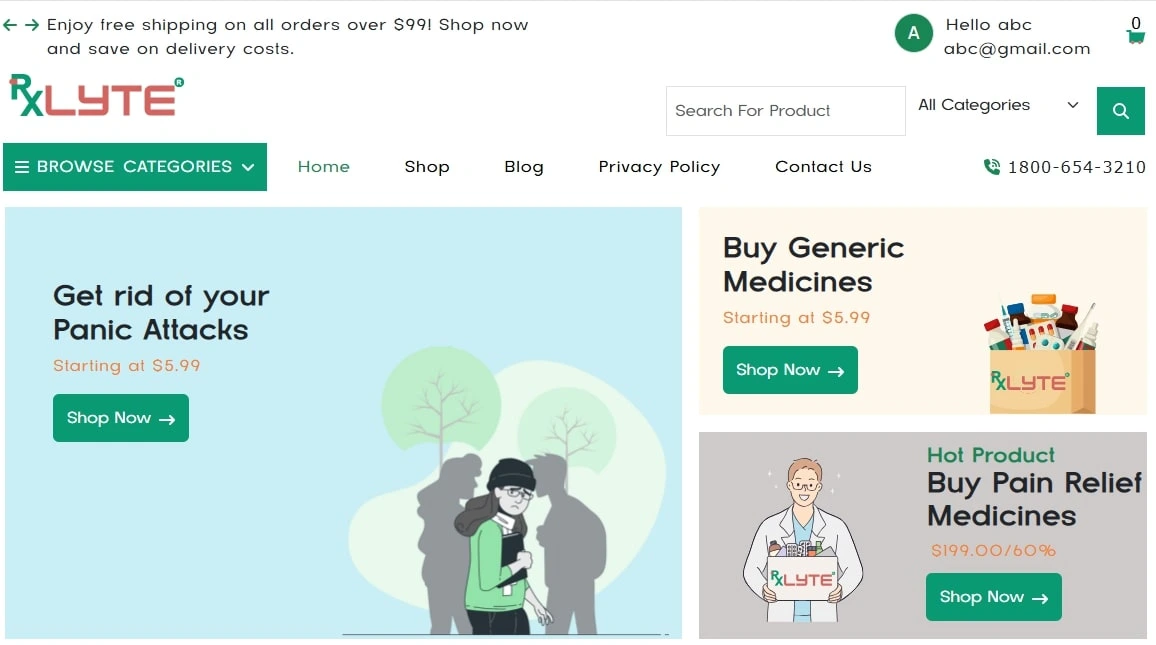 Enjoy free shipping on all orders over $99! Shop now
and save on delivery costs.
A
Hello abc
abc@gmail.com
0
RXLYTE®
Search For Product
All Categories
BROWSE CATEGORIES
Home
Shop
Blog
Privacy Policy
Contact Us
1800-654-3210
Get rid of your
Panic Attacks
Starting at $5.99
Shop Now
Buy Generic
Medicines
Starting at $5.99
Shop Now
RXLYTE
Hot Product
Buy Pain Relief
Medicines
$199.00/60%
Shop Now
RXLYTE